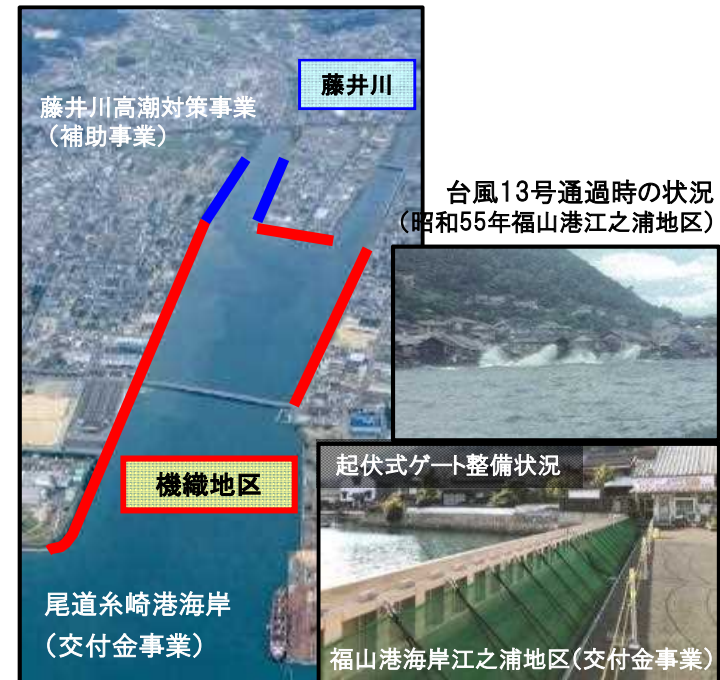 藤井川
藤井川高潮対策事業
（補助事業）
台風13号通過時の状況
（昭和55年福山港江之浦地区）
起伏式ゲート整備状況
機織地区
尾道糸崎港海岸
（交付金事業）
福山港海岸江之浦地区（交付金事業）